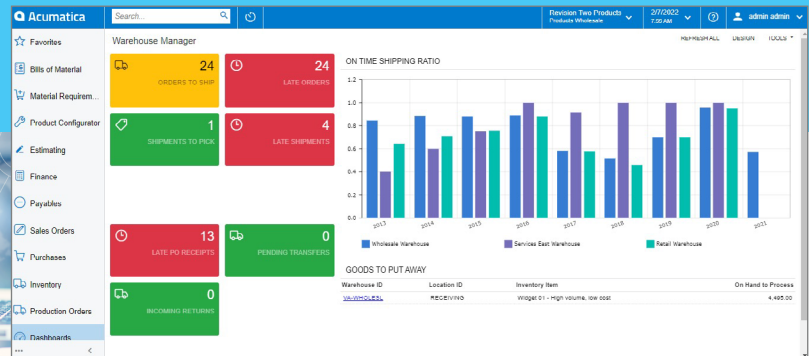 Acumatica
Search...
Revision Two Products
Products Wholesale
2/7/2022
7:55 AM
admin admin
Favorites
Bills of Material
Material Requirem...
Product Configurator
Estimating
Finance
Payables
Sales Orders
Purchases
Inventory
Production Orders
Dashboards
Warehouse Manager
REFRESH ALL DESIGN TOOLS
24
ORDERS TO SHIP
24
LATE ORDERS
1
SHIPMENTS TO PICK
4
LATE SHIPMENTS
13
LATE PO RECEIPTS
0
PENDING TRANSFERS
0
INCOMING RETURNS
ON TIME SHIPPING RATIO
1.2
1.0
0.8
0.6
0.4
0.2
0.0
2013 2014 2015 2016 2017 2018 2019 2020 2021
Wholesale Warehouse Services East Warehouse Retail Warehouse
GOODS TO PUT AWAY
Warehouse ID Location ID Inventory Item On Hand to Process
VA-WHOLESL RECEIVING Widget 01 - High volume, low cost 4,495.00